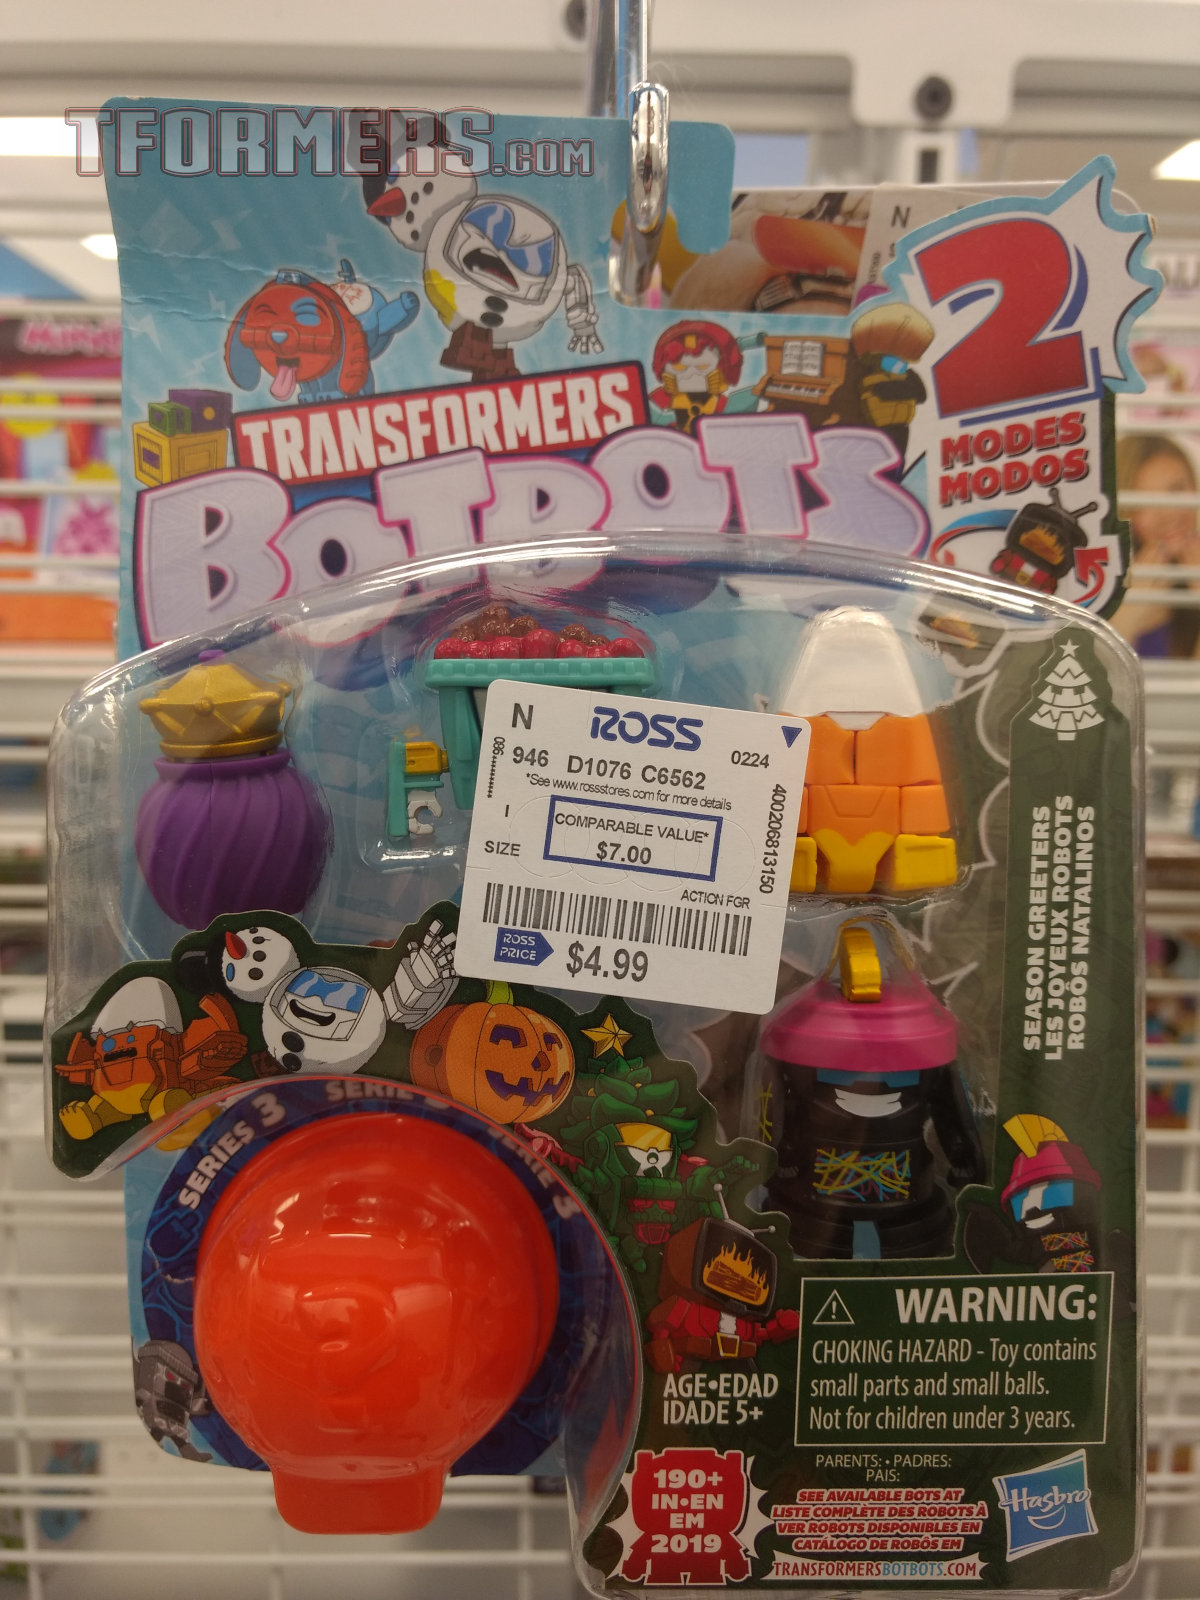 TFORMERS.COM
N
2
MODES
MODOS
TRANSFORMERS
BOTBOTS
N
ROSS
946 D1076 C6562
0224
*See www.rossstores.com for more details
I
SIZE
COMPARABLE VALUE*
$7.00
400206813150
ACTION FGR
ROSS
PRICE
$4.99
SEASON GREETERS
LES JOYEUX ROBOTS
ROBÔS NATALINOS
SERIES 3
SERIE 3
SERIE 3
WARNING:
CHOKING HAZARD - Toy contains
small parts and small balls.
Not for children under 3 years.
AGE•EDAD
IDADE 5+
190+
IN•EN
EM
2019
PARENTS: • PADRES:
PAIS:
SEE AVAILABLE BOTS AT
LISTE COMPLÈTE DES ROBOTS À
VER ROBOTS DISPONIBLES EN
CATÁLOGO DE ROBÔS EM
TRANSFORMERSBOTBOTS.COM
Hasbro